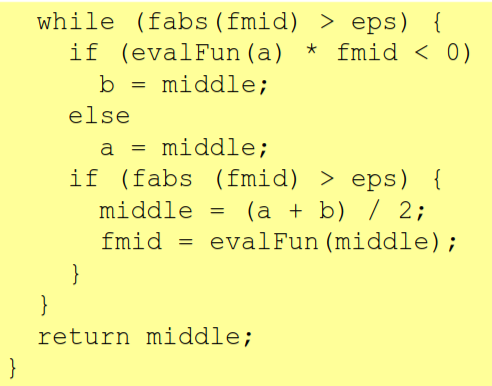 while (fabs(fmid) > eps) {
if (evalFun(a) * fmid < 0)
b = middle;
else
a = middle;
if (fabs (fmid) > eps) {
middle = (a + b) / 2;
fmid = evalFun(middle);
}
}
return middle;
}